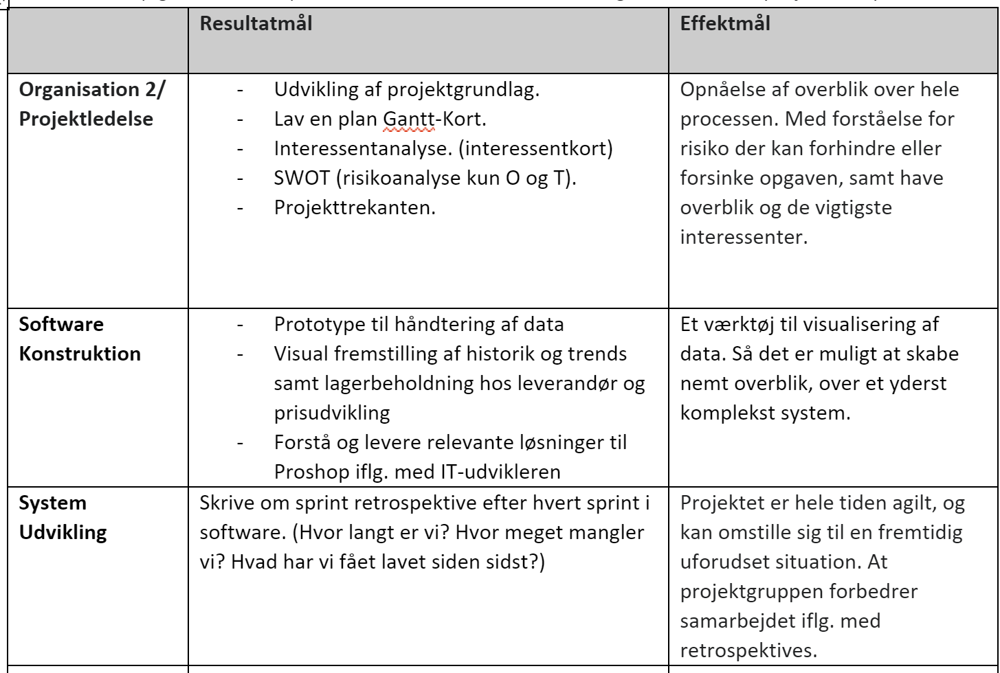 Resultatmål
Effektmål
Organisation 2/
Projektledelse
- Udvikling af projektgrundlag.
- Lav en plan Gantt-Kort.
- Interessentanalyse. (interessentkort)
- SWOT (risikoanalyse kun O og T).
- Projekttrekanten.
Opnåelse af overblik over hele
processen. Med forståelse for
risiko der kan forhindre eller
forsinke opgaven, samt have
overblik og de vigtigste
interessenter.
Software
Konstruktion
- Prototype til håndtering af data
- Visual fremstilling af historik og trends
samt lagerbeholdning hos leverandør og
prisudvikling
- Forstå og levere relevante løsninger til
Proshop iflg. med IT-udvikleren
Et værktøj til visualisering af
data. Så det er muligt at skabe
nemt overblik, over et yderst
komplekst system.
System
Udvikling
Skrive om sprint retrospektive efter hvert sprint i
software. (Hvor langt er vi? Hvor meget mangler
vi? Hvad har vi fået lavet siden sidst?)
Projektet er hele tiden agilt, og
kan omstille sig til en fremtidig
uforudset situation. At
projektgruppen forbedrer
samarbejdet iflg. med
retrospektives.